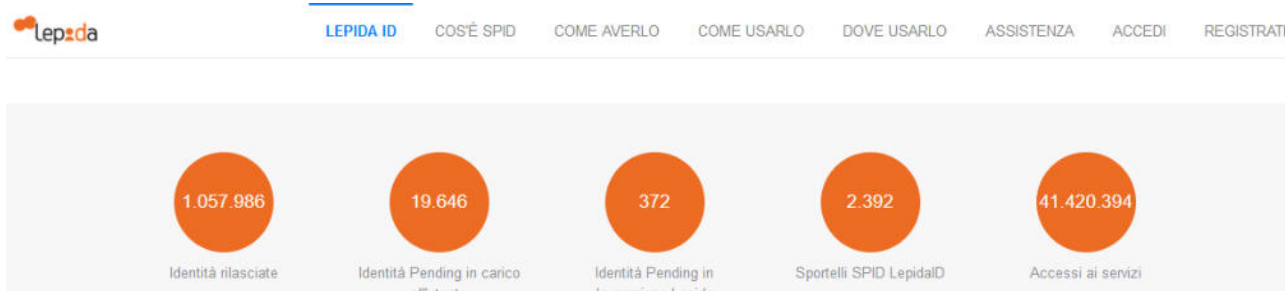 lepida
LEPIDA ID COS'È SPID COME AVERLO COME USARLO DOVE USARLO ASSISTENZA ACCEDI REGISTRATI
1.057.986 19.646 372 2.392 41.420.394
Identità rilasciate Identità Pending in carico Identità Pending in Sportelli SPID LepidaID Accessi ai servizi